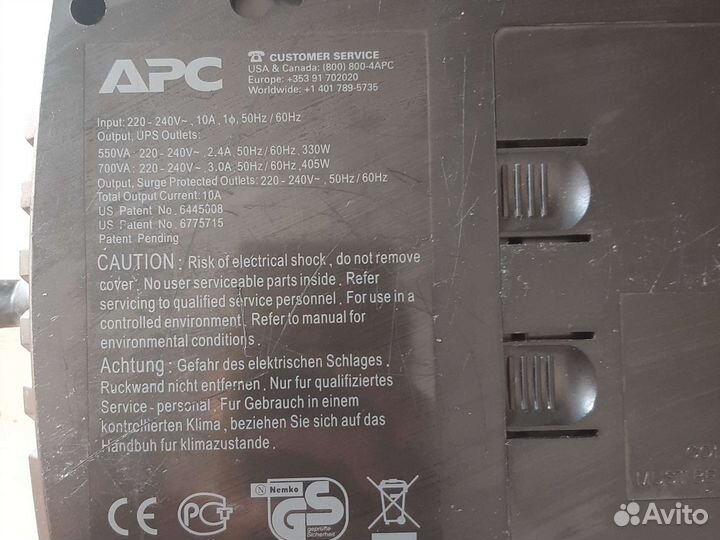 APC
☎ CUSTOMER SERVICE
USA & Canada: (800) 800-4APC
Europe: +353 91 702020
Worldwide: +1 401 789-5735
Input: 220 - 240V~, 10A, 1ϕ, 50Hz / 60Hz
Output, UPS Outlets:
550VA: 220 - 240V~, 2.4A, 50Hz / 60Hz, 330W
700VA: 220 - 240V~, 3.0A, 50Hz / 60Hz, 405W
Output, Surge Protected Outlets: 220 - 240V~, 50Hz / 60Hz
Total Output Current: 10A
US Patent No. 6445008
US Patent No. 6775715
Patent Pending
CAUTION: Risk of electrical shock, do not remove
cover. No user serviceable parts inside. Refer
servicing to qualified service personnel. For use in a
controlled environment. Refer to manual for
environmental conditions.
Achtung: Gefahr des elektrischen Schlages.
Ruckwand nicht entfernen. Nur fur qualifiziertes
Service - personal. Fur Gebrauch in einem
kontrollierten Klima, beziehen Sie sich auf das
Handbuh fur klimazustande.
CE
PCT
N Nemko
GS
geprüfte
Sicherheit
Avito